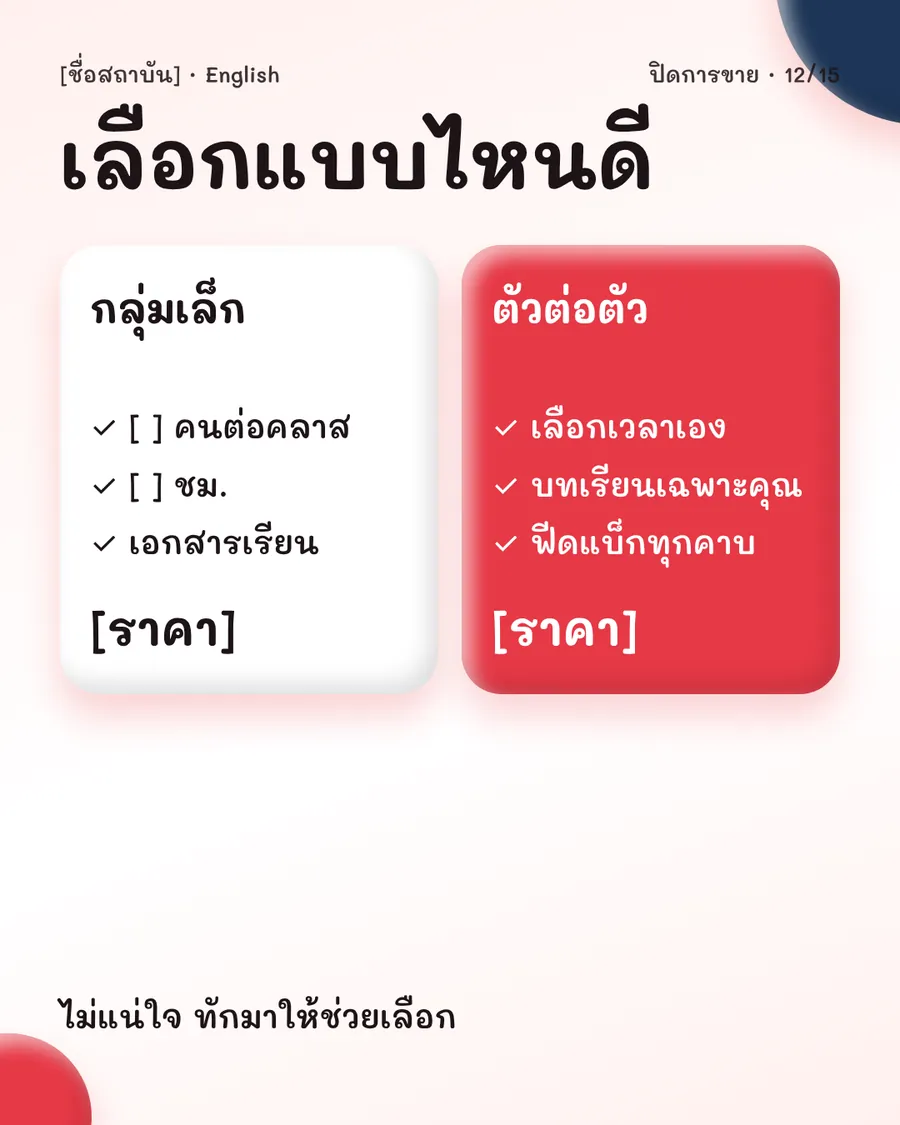 [ชื่อสถาบัน] · English
ปิดการขาย · 12/15
เลือกแบบไหนดี
กลุ่มเล็ก
✓ [ ] คนต่อคลาส
✓ [ ] ชม.
✓ เอกสารเรียน
[ราคา]
ตัวต่อตัว
✓ เลือกเวลาเอง
✓ บทเรียนเฉพาะคุณ
✓ ฟีดแบ็กทุกคาบ
[ราคา]
ไม่แน่ใจ ทักมาให้ช่วยเลือก